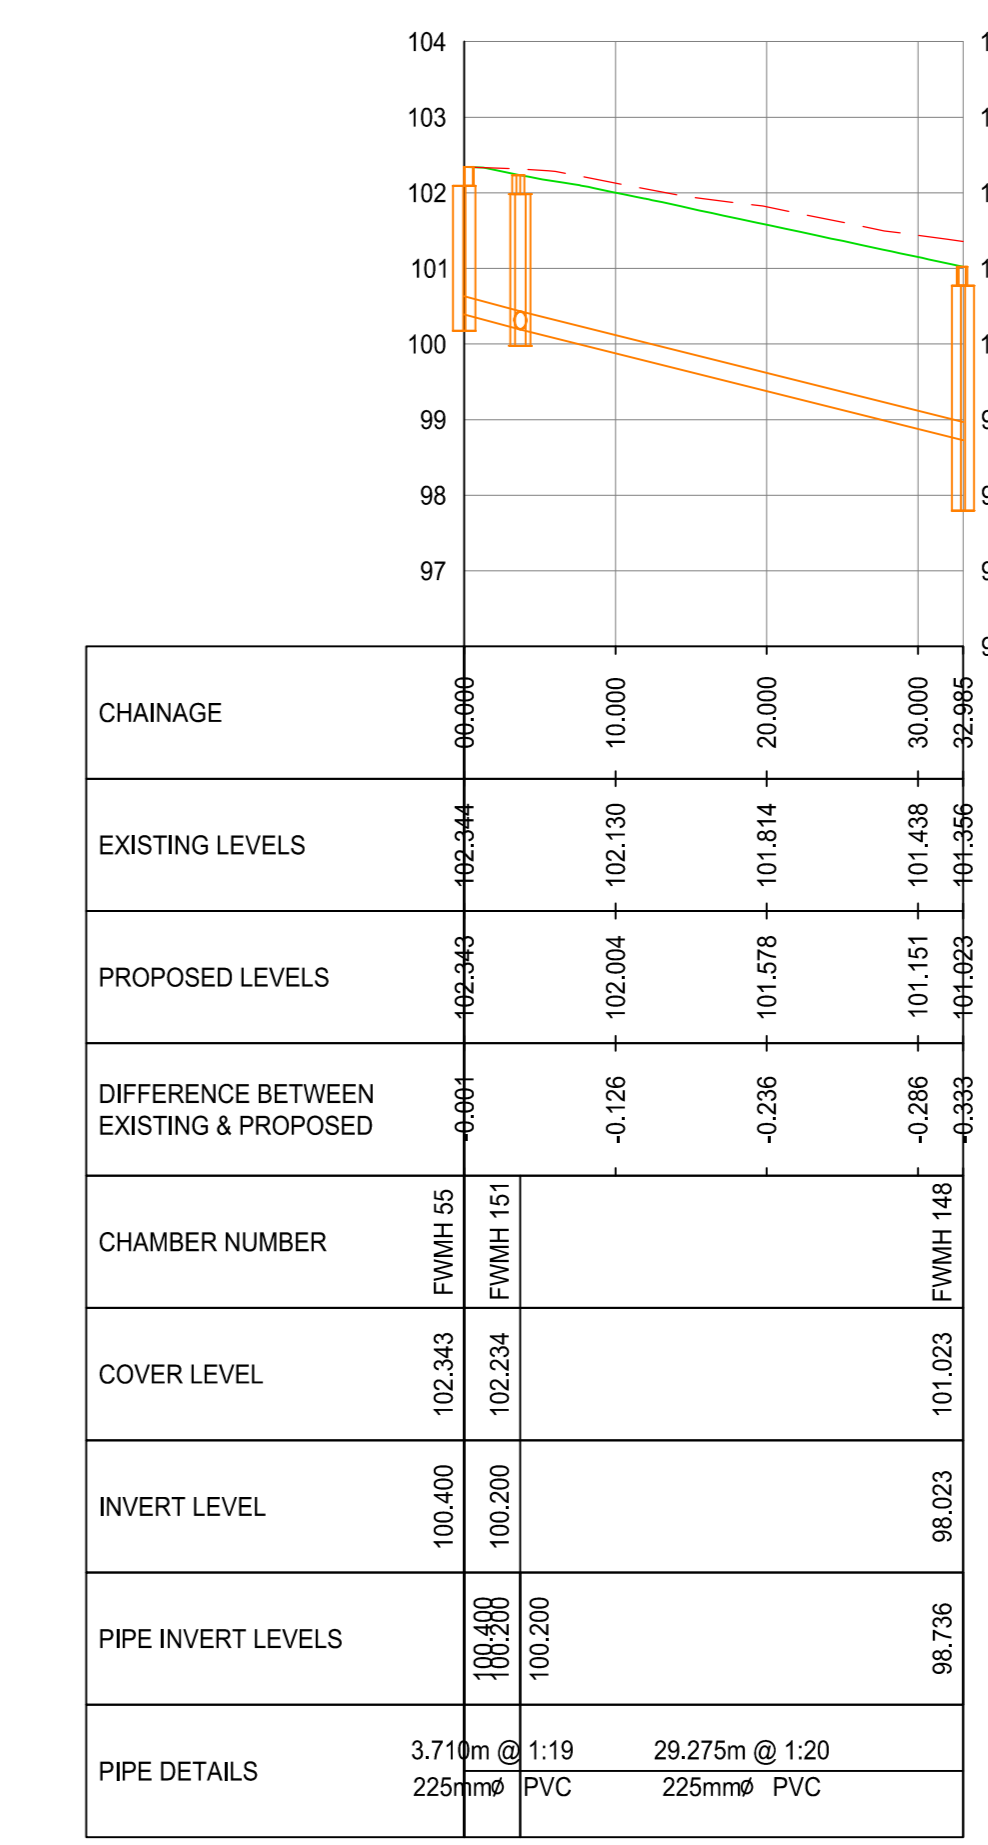 104
103
102
101
100
99
98
97
CHAINAGE 00.000 10.000 20.000 30.000 32.985
EXISTING LEVELS 102.344 102.130 101.814 101.438 101.356
PROPOSED LEVELS 102.343 102.004 101.578 101.151 101.023
DIFFERENCE BETWEEN
EXISTING & PROPOSED -0.001 -0.126 -0.236 -0.286 -0.333
CHAMBER NUMBER FWMH 55 FWMH 151 FWMH 148
COVER LEVEL 102.343 102.234 101.023
INVERT LEVEL 100.400 100.200 98.023
PIPE INVERT LEVELS 100.400 100.200 100.200 98.736
PIPE DETAILS
3.710m @ 1:19 29.275m @ 1:20
225mmø PVC 225mmø PVC